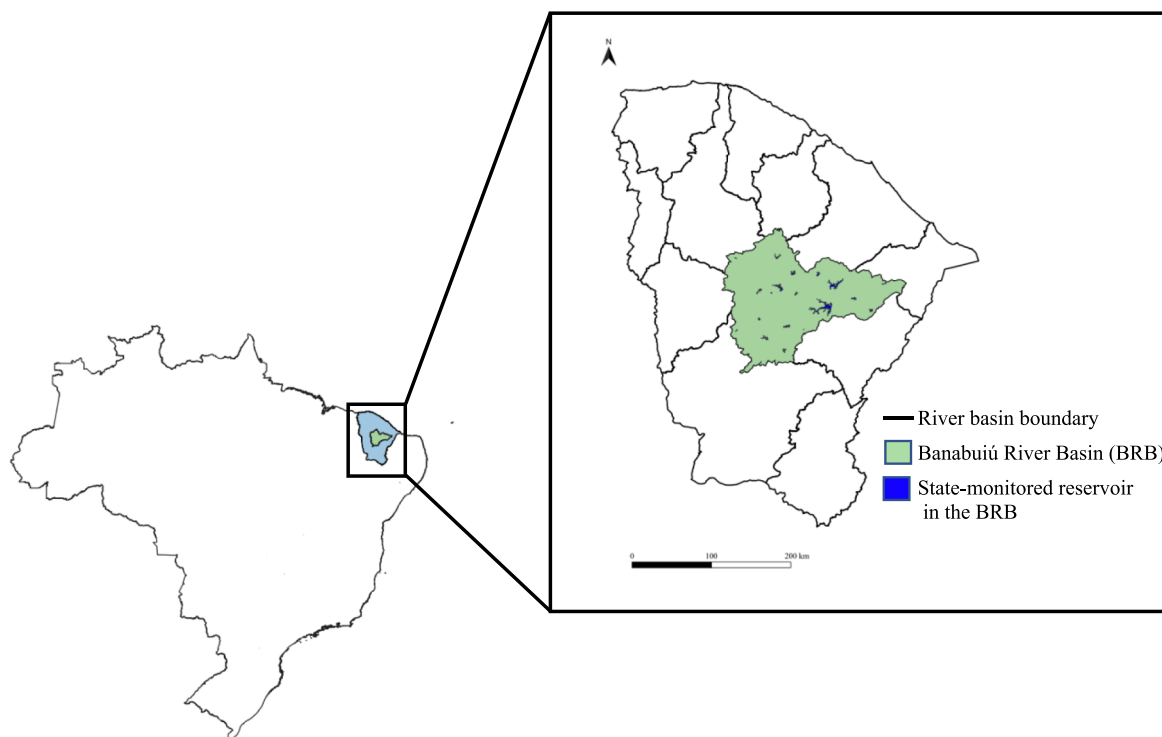 N
River basin boundary
Banabuiú River Basin (BRB)
State-monitored reservoir
in the BRB
0 100 200 km